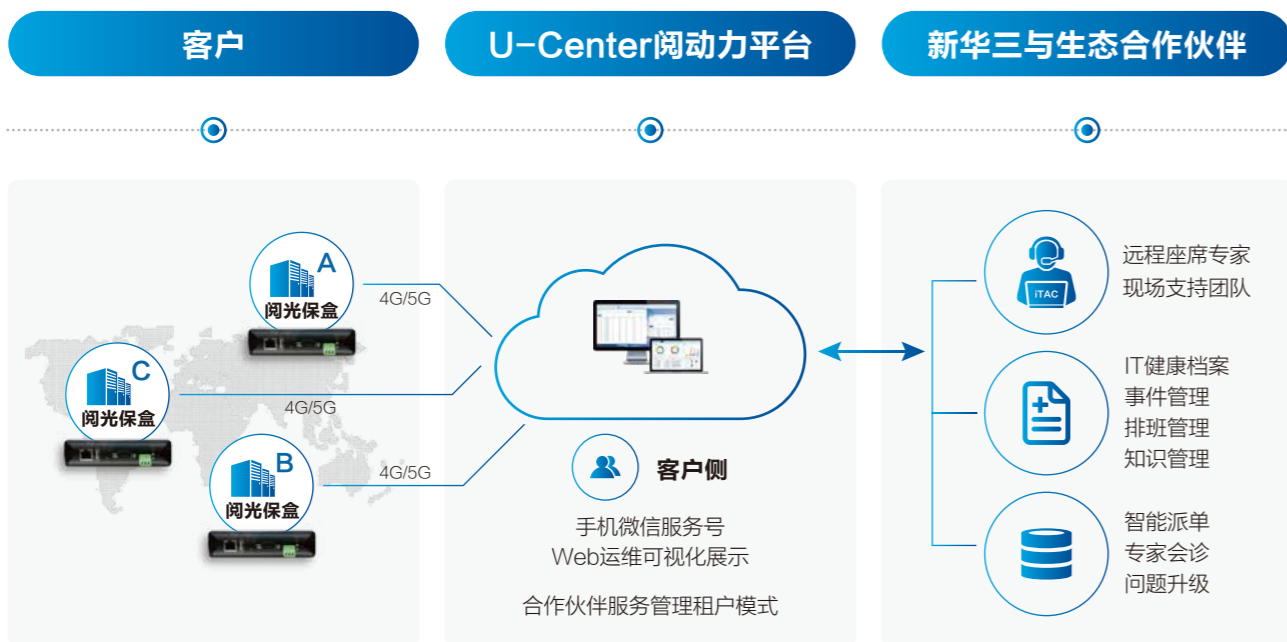 客户
U-Center阅动力平台
新华三与生态合作伙伴
A
阅光保盒
4G/5G
C
阅光保盒
4G/5G
B
阅光保盒
4G/5G
客户侧
手机微信服务号
Web运维可视化展示
合作伙伴服务管理租户模式
iTAC
远程座席专家
现场支持团队
IT健康档案
事件管理
排班管理
知识管理
智能派单
专家会诊
问题升级